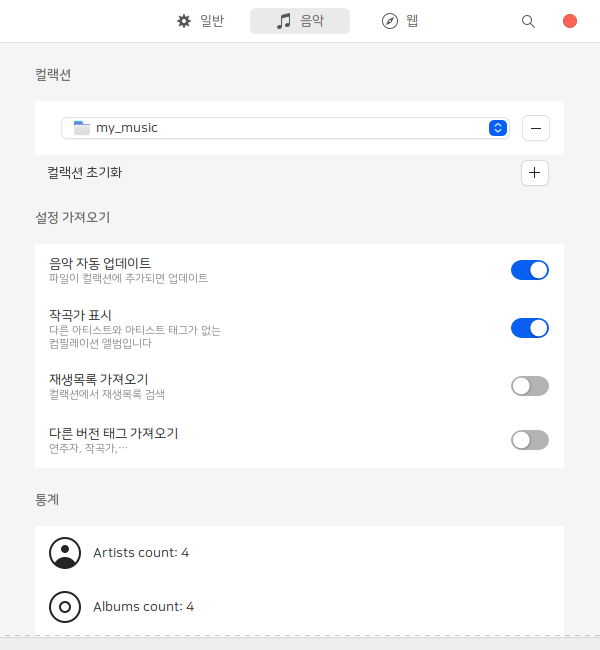 일반
음악
웹
컬랙션
my_music
컬랙션 초기화
설정 가져오기
음악 자동 업데이트
파일이 컬랙션에 추가되면 업데이트
작곡가 표시
다른 아티스트와 아티스트 태그가 없는
컴필레이션 앨범입니다
재생목록 가져오기
컬랙션에서 재생목록 검색
다른 버전 태그 가져오기
연주자, 작곡가,…
통계
Artists count: 4
Albums count: 4